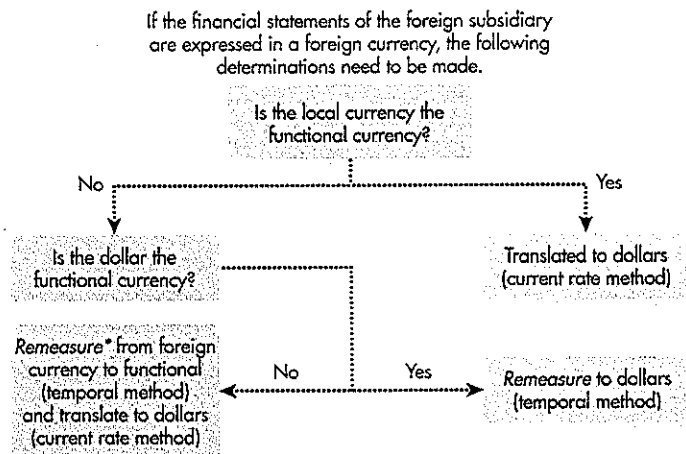 If the financial statements of the foreign subsidiary
are expressed in a foreign currency, the following
determinations need to be made.
Is the local currency the
functional currency?
No
Yes
Is the dollar the
functional currency?
Translated to dollars
(current rate method)
Remeasure* from foreign
currency to functional
(temporal method)
and translate to dollars
(current rate method)
No
Yes
Remeasure to dollars
(temporal method)